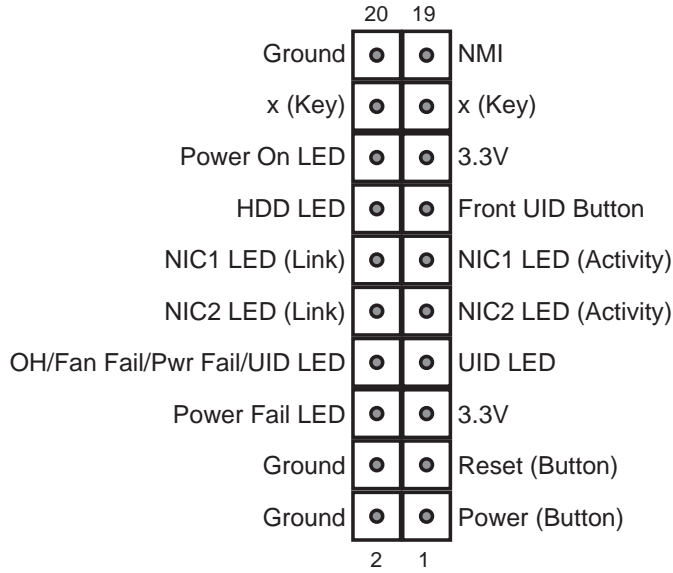 20 19
Ground NMI
x (Key) x (Key)
Power On LED 3.3V
HDD LED Front UID Button
NIC1 LED (Link) NIC1 LED (Activity)
NIC2 LED (Link) NIC2 LED (Activity)
OH/Fan Fail/Pwr Fail/UID LED UID LED
Power Fail LED 3.3V
Ground Reset (Button)
Ground Power (Button)
2 1